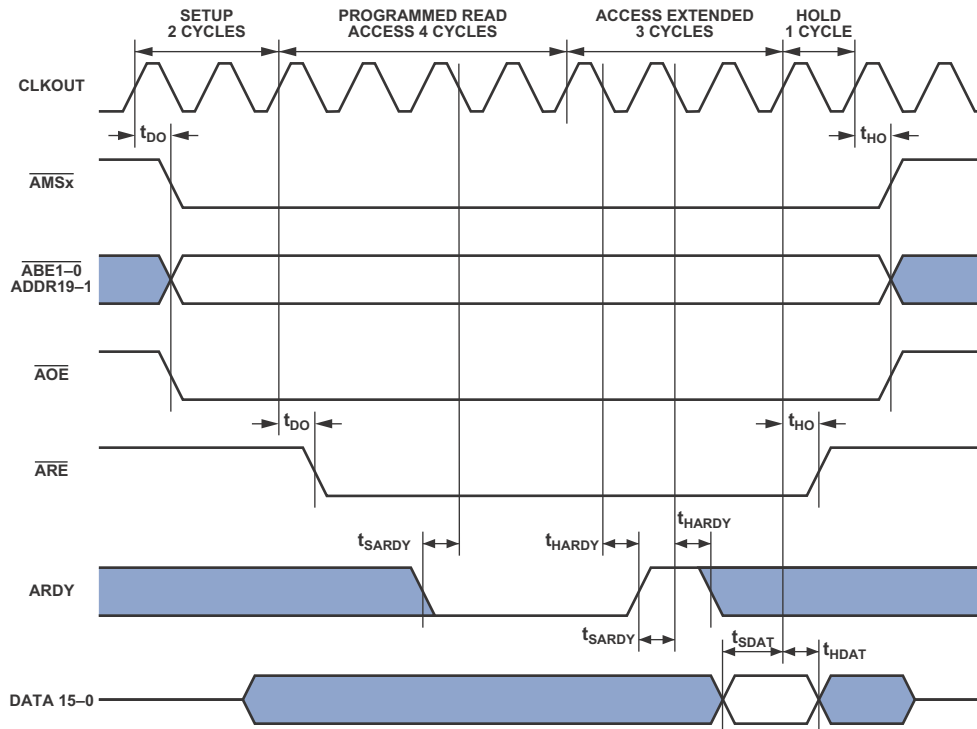 SETUP
2 CYCLES
PROGRAMMED READ
ACCESS 4 CYCLES
ACCESS EXTENDED
3 CYCLES
HOLD
1 CYCLE
CLKOUT
tDO
tHO
AMSx
ABE1–0
ADDR19–1
AOE
tDO
tHO
ARE
tSARDY
tHARDY
tHARDY
ARDY
tSARDY
tSDAT
tHDAT
DATA 15–0